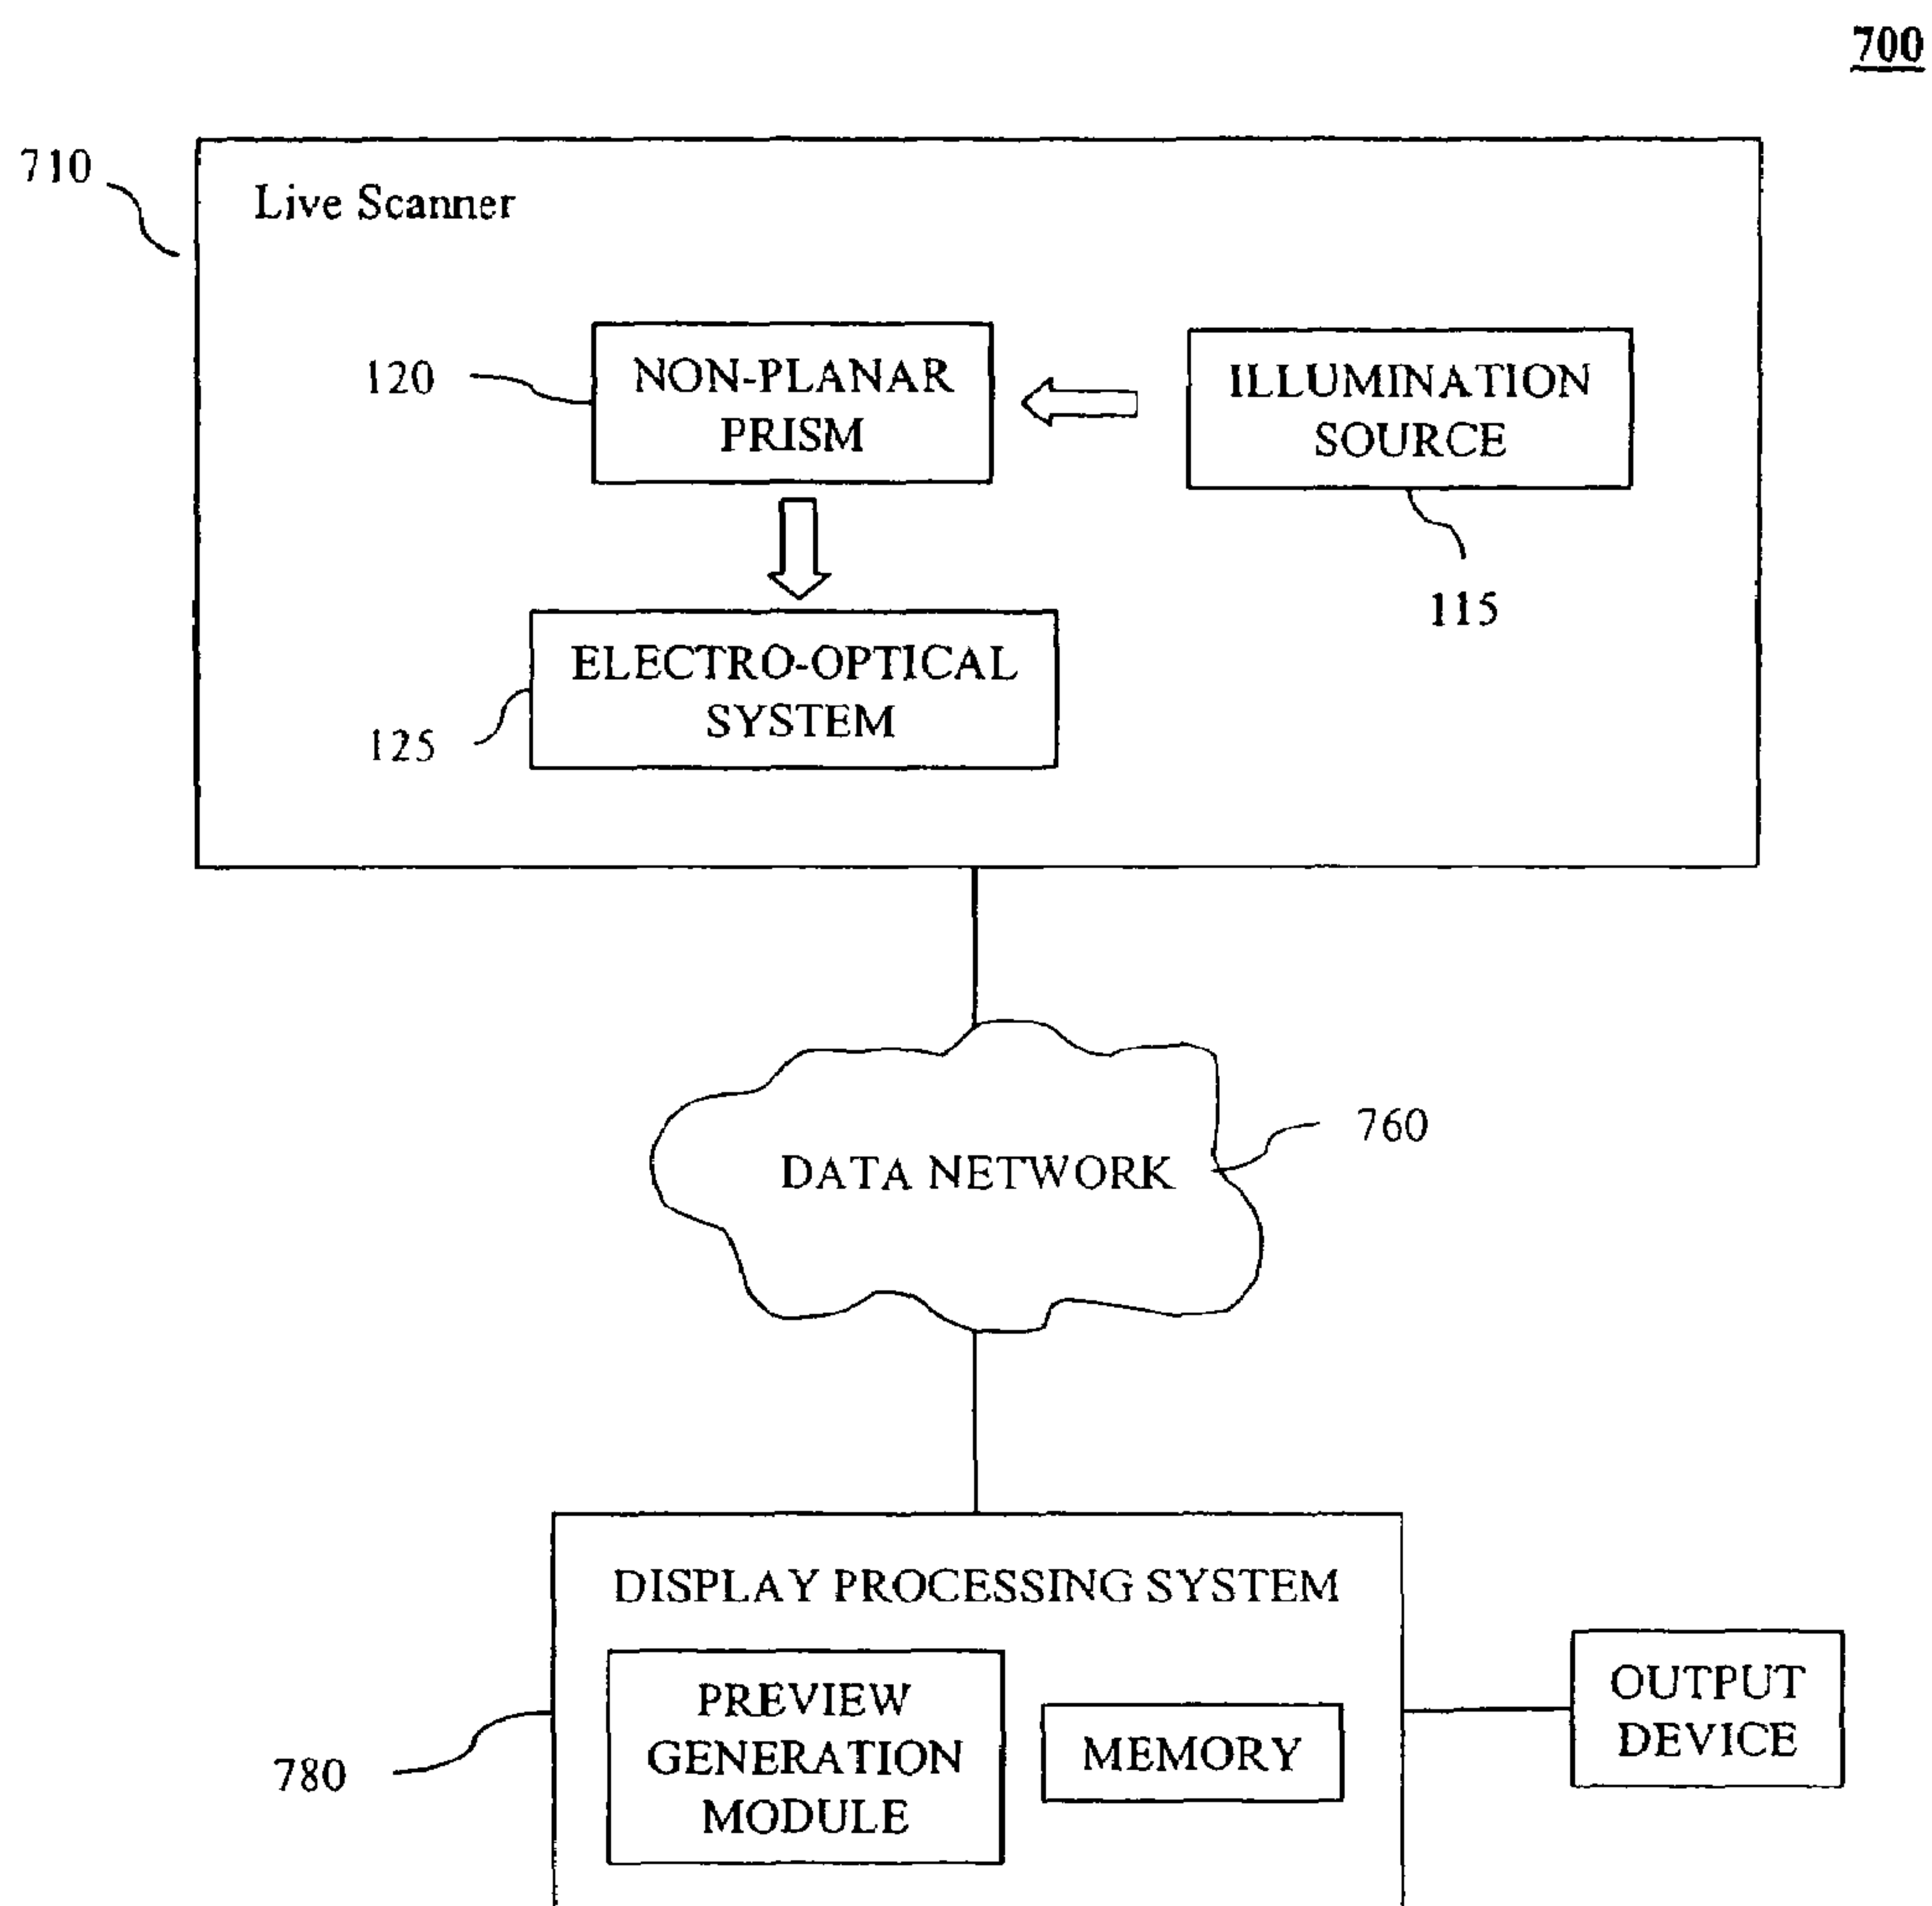 700
710
Live Scanner
120
NON-PLANAR
PRISM
ILLUMINATION
SOURCE
115
ELECTRO-OPTICAL
SYSTEM
125
DATA NETWORK
760
DISPLAY PROCESSING SYSTEM
PREVIEW
GENERATION
MODULE
MEMORY
780
OUTPUT
DEVICE